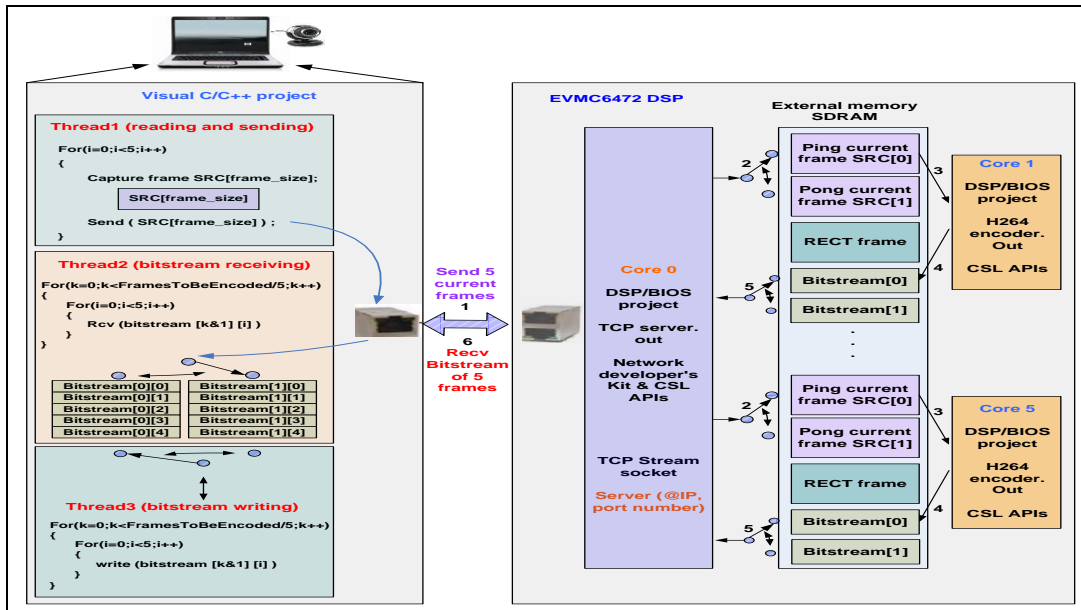 Visual C/C++ project
Thread1 (reading and sending)
For(i=0;i<5;i++)
{
Capture frame SRC[frame_size];
SRC[frame_size]
Send ( SRC[frame_size] ) ;
}
Thread2 (bitstream receiving)
For(k=0;k<FramesToBeEncoded/5;k++)
{
For(i=0;i<5;i++)
{
Rcv (bitstream [k&1] [i] )
}
}
Bitstream[0][0]
Bitstream[0][1]
Bitstream[0][2]
Bitstream[0][3]
Bitstream[0][4]
Bitstream[1][0]
Bitstream[1][1]
Bitstream[1][2]
Bitstream[1][3]
Bitstream[1][4]
Thread3 (bitstream writing)
For(k=0;k<FramesToBeEncoded/5;k++)
{
For(i=0;i<5;i++)
{
write (bitstream [k&1] [i] )
}
}
Send 5
current
frames
1
6
Recv
Bitstream
of 5
frames
EVMC6472 DSP
Core 0
DSP/BIOS
project
TCP server.
out
Network
developer's
Kit & CSL
APIs
TCP Stream
socket
Server (@IP,
port number)
External memory
SDRAM
2
Ping current
frame SRC[0]
Pong current
frame SRC[1]
RECT frame
5
Bitstream[0]
Bitstream[1]
3
4
Core 1
DSP/BIOS
project
H264
encoder.
Out
CSL APIs
.
.
.
2
Ping current
frame SRC[0]
Pong current
frame SRC[1]
RECT frame
5
Bitstream[0]
Bitstream[1]
3
4
Core 5
DSP/BIOS
project
H264
encoder.
Out
CSL APIs